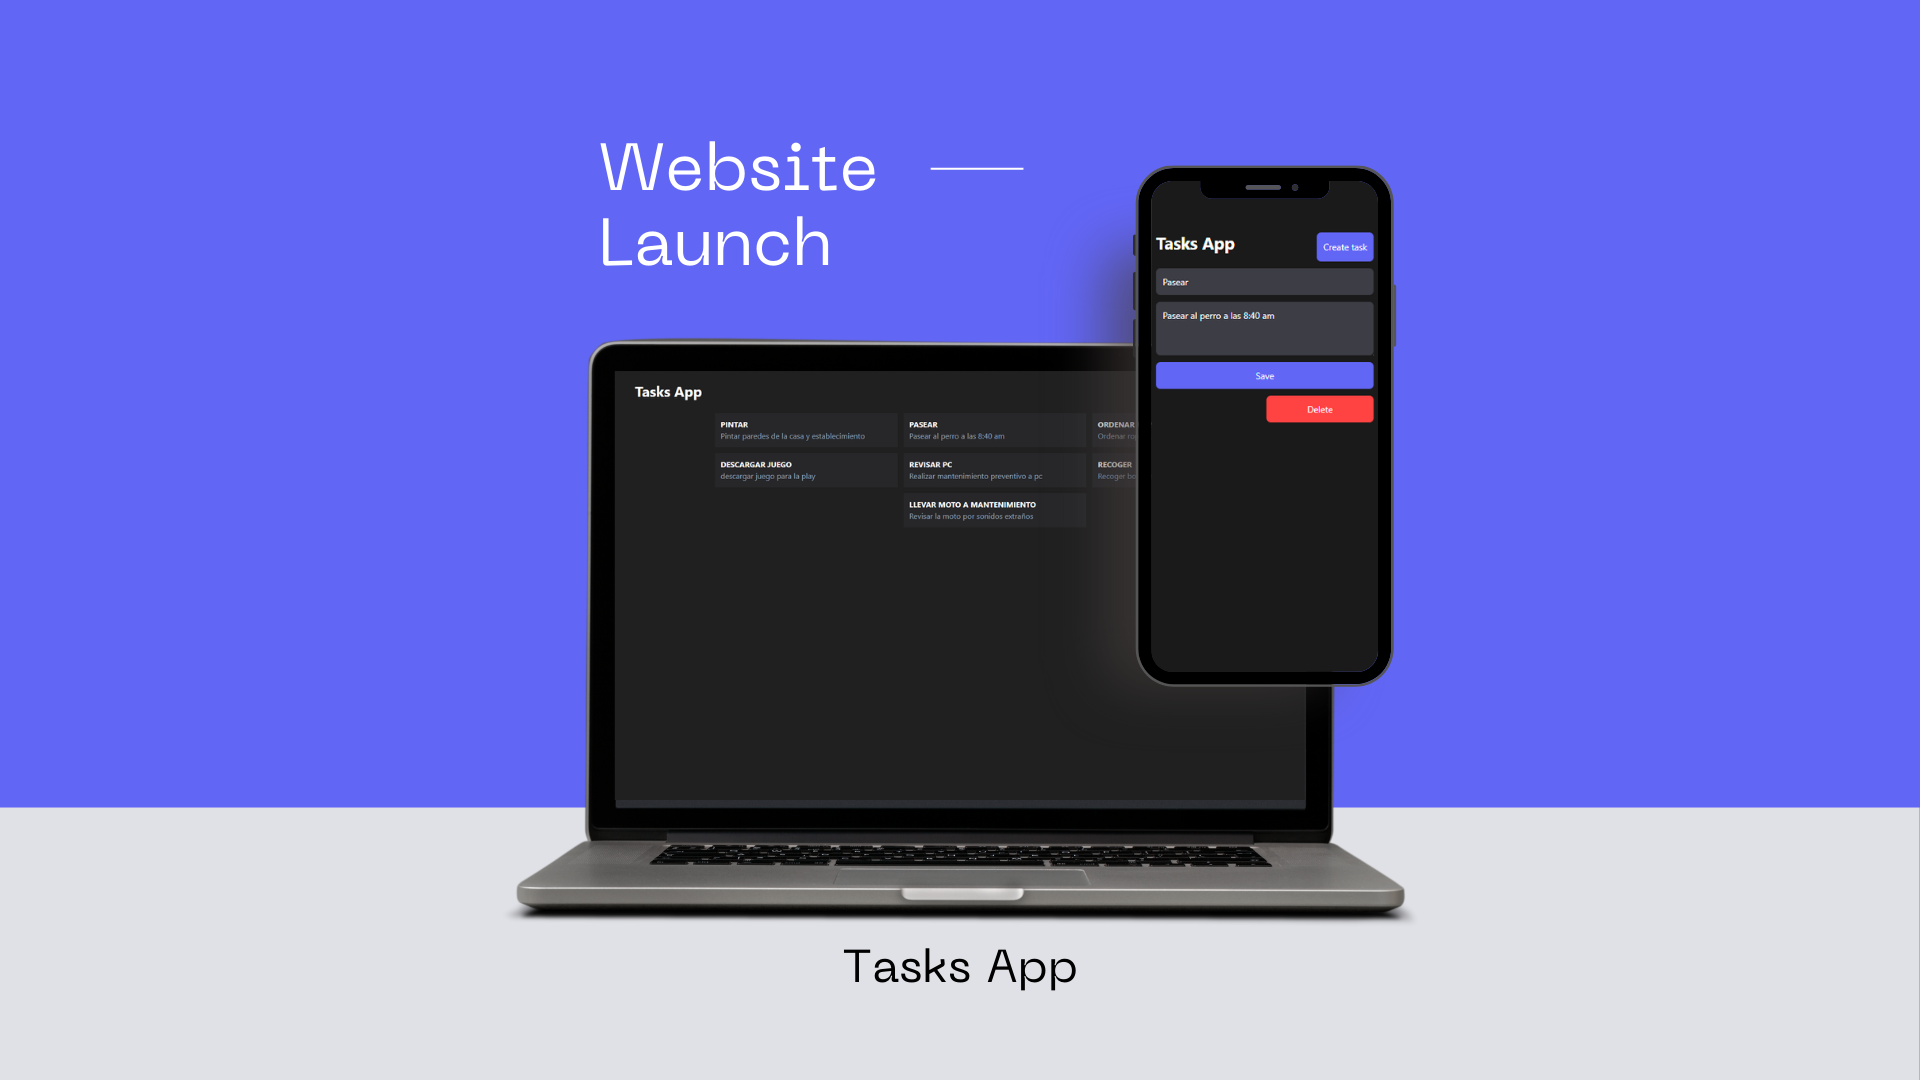 Website
Launch
Tasks App
Create task
Pasear
Pasear al perro a las 8:40 am
Save
Delete
Tasks App
PINTAR
Pintar paredes de la casa y establecimiento
PASEAR
Pasear al perro a las 8:40 am
ORDENAR
Ordenar
DESCARGAR JUEGO
descargar juego para la play
REVISAR PC
Realizar mantenimiento preventivo a pc
RECOGER
Recoger
LLEVAR MOTO A MANTENIMIENTO
Revisar la moto por sonidos extraños
Tasks App